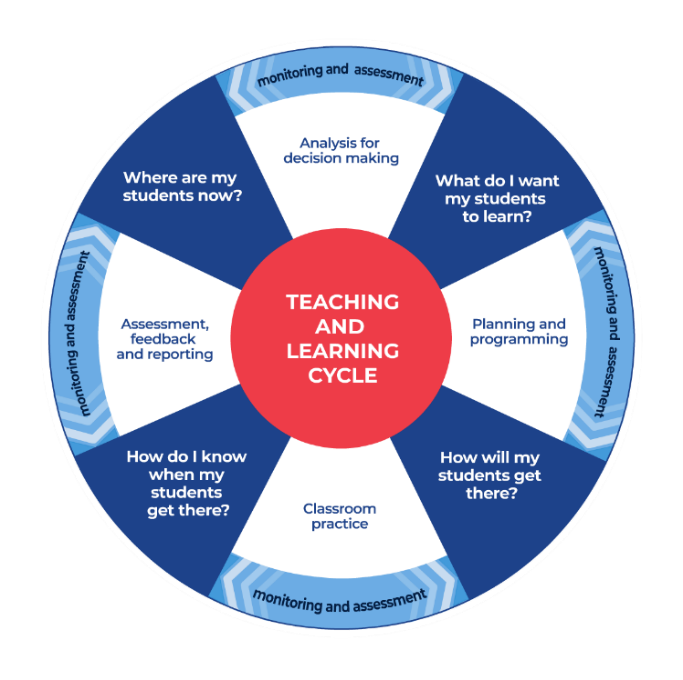 monitoring and assessment
Analysis for
decision making
Where are my
students now?
What do I want
my students
to learn?
monitoring and assessment
monitoring and assessment
TEACHING
AND
LEARNING
CYCLE
Assessment,
feedback
and reporting
Planning and
programming
How do I know
when my
students
get there?
How will my
students get
there?
Classroom
practice
monitoring and assessment